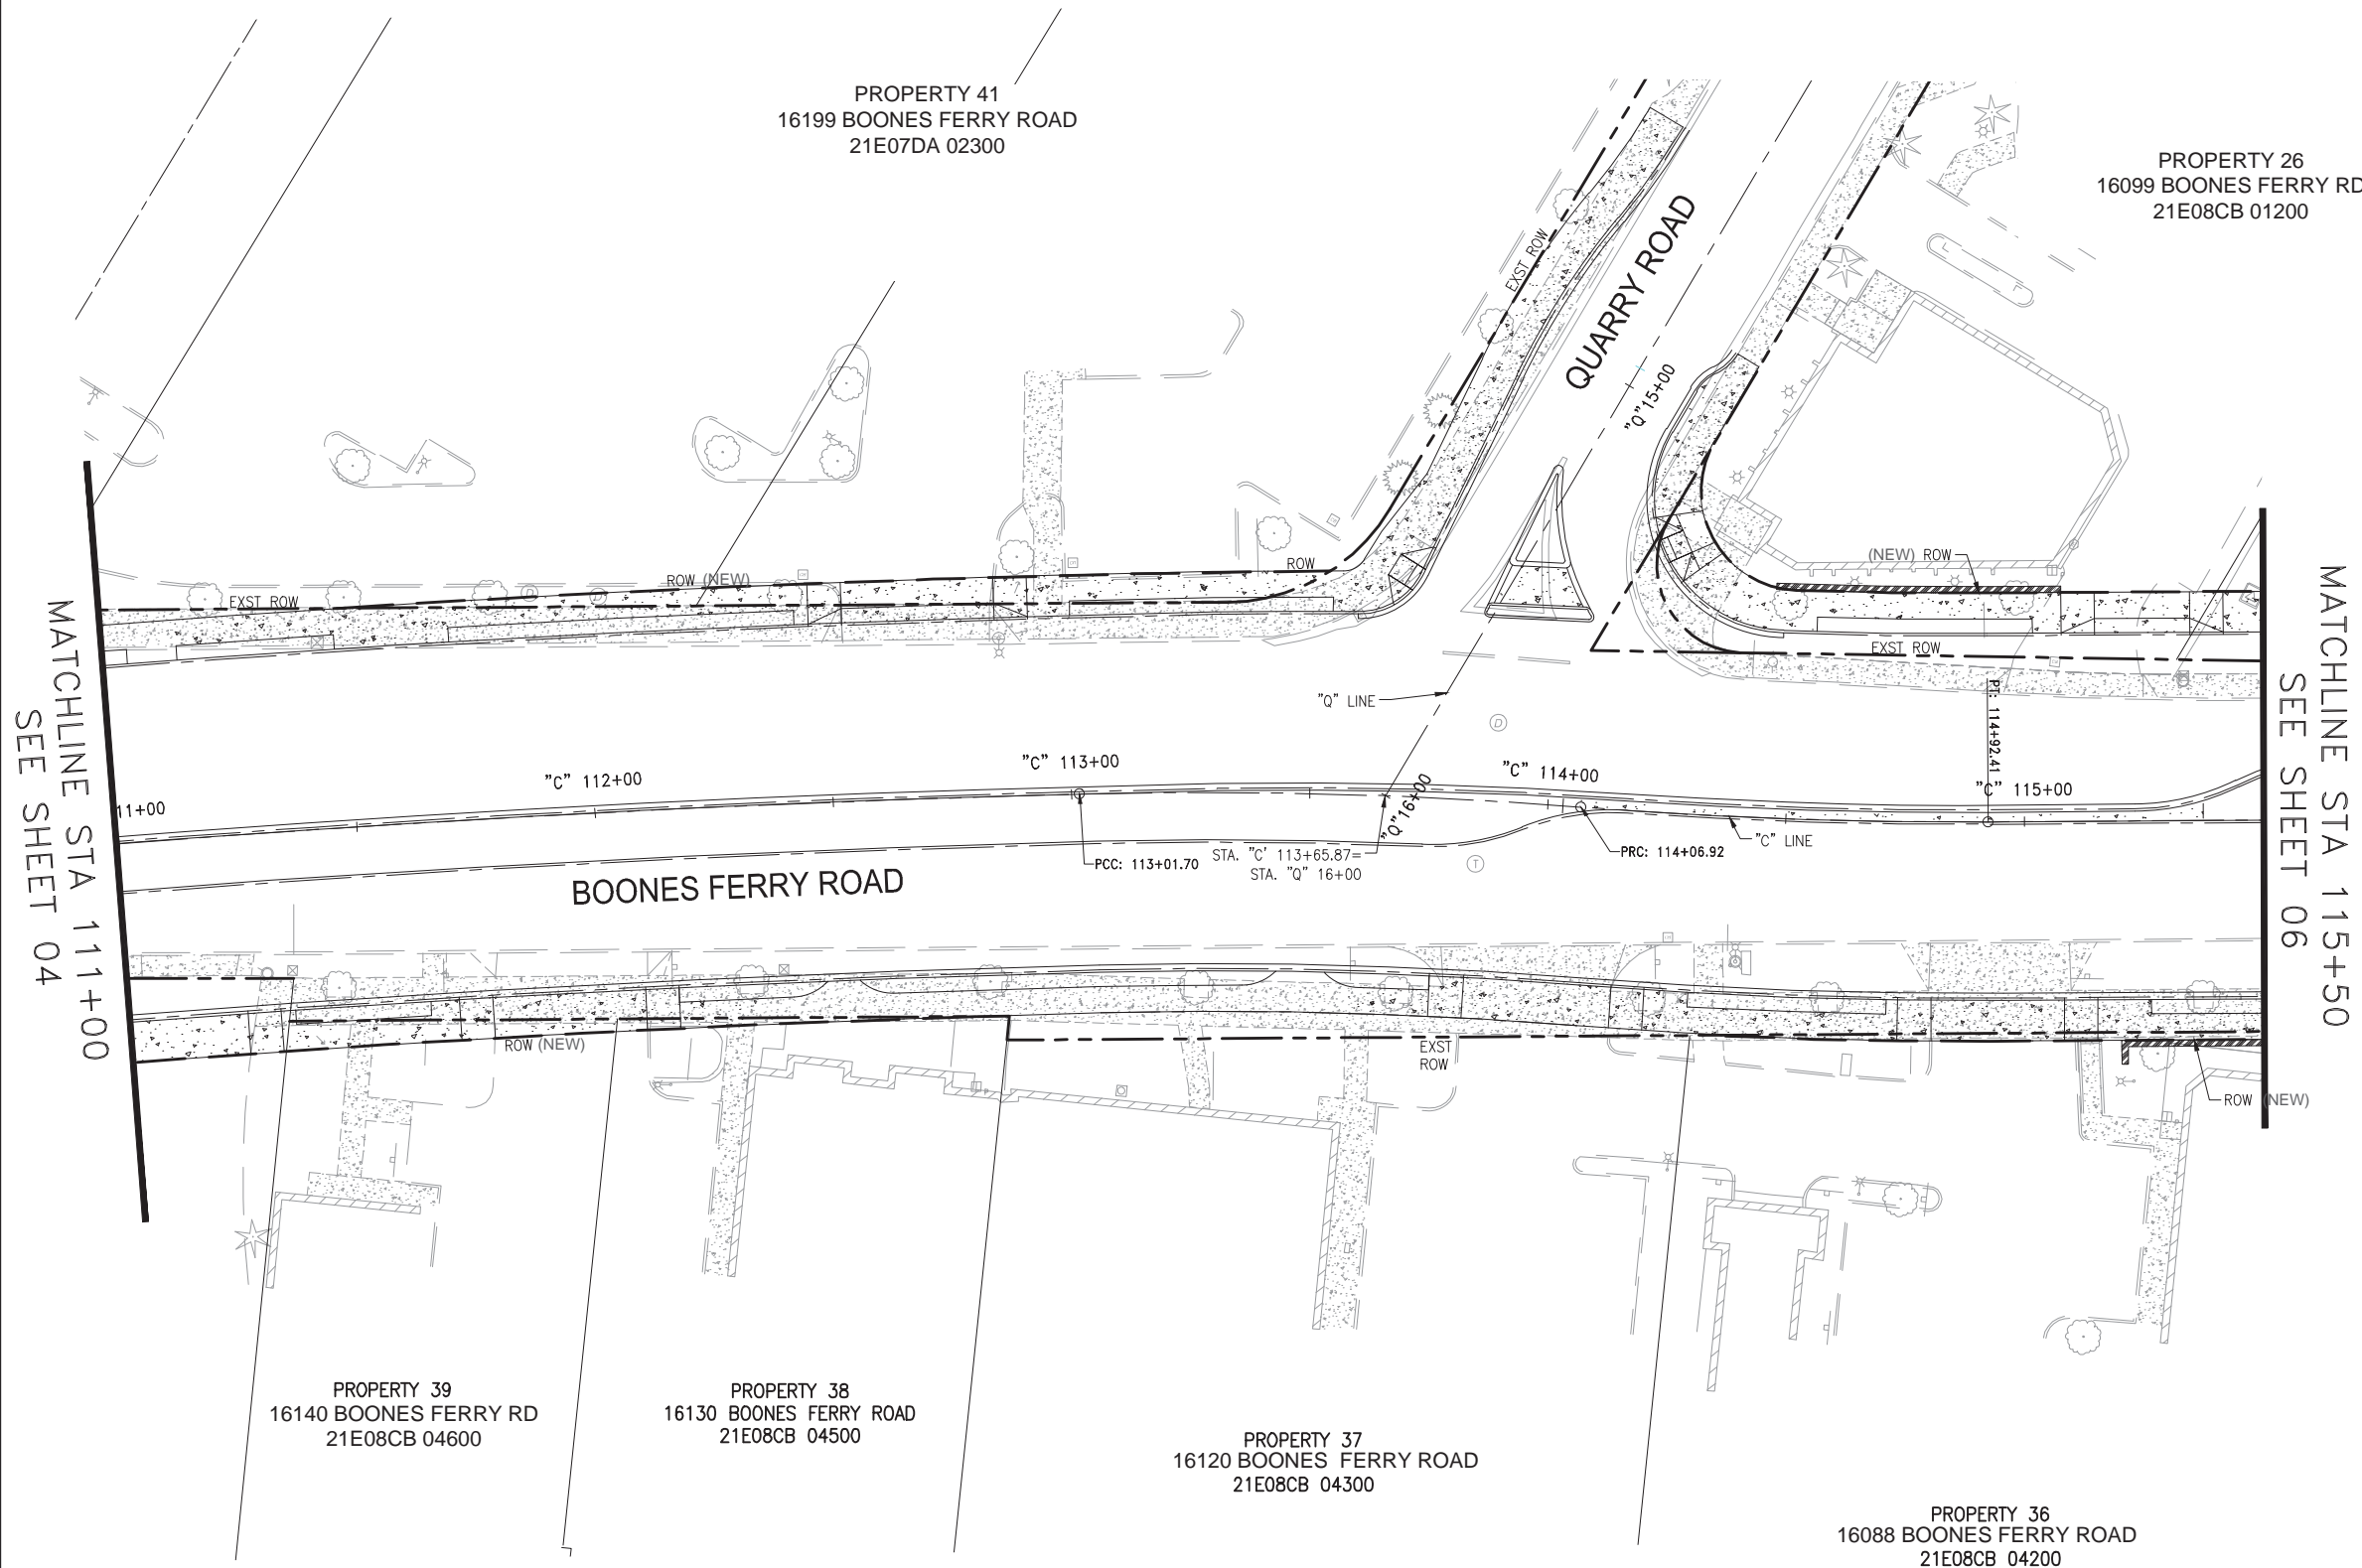 PROPERTY 41
16199 BOONES FERRY ROAD
21E07DA 02300
PROPERTY 26
16099 BOONES FERRY RD
21E08CB 01200
EXST ROW
QUARRY ROAD
"Q"15+00
(NEW) ROW
ROW
ROW (NEW)
EXST ROW
EXST ROW
MATCHLINE STA 111+00
SEE SHEET 04
MATCHLINE STA 115+50
SEE SHEET 06
"Q" LINE
D
D
PT: 114+92.41
"C" 112+00
"C" 113+00
"C" 114+00
"C" 115+00
11+00
"Q"16+00
"C" LINE
PCC: 113+01.70
STA. "C' 113+65.87=
STA. "Q" 16+00
T
PRC: 114+06.92
BOONES FERRY ROAD
ROW (NEW)
EXST
ROW
ROW (NEW)
PROPERTY 39
16140 BOONES FERRY RD
21E08CB 04600
PROPERTY 38
16130 BOONES FERRY ROAD
21E08CB 04500
PROPERTY 37
16120 BOONES FERRY ROAD
21E08CB 04300
PROPERTY 36
16088 BOONES FERRY ROAD
21E08CB 04200